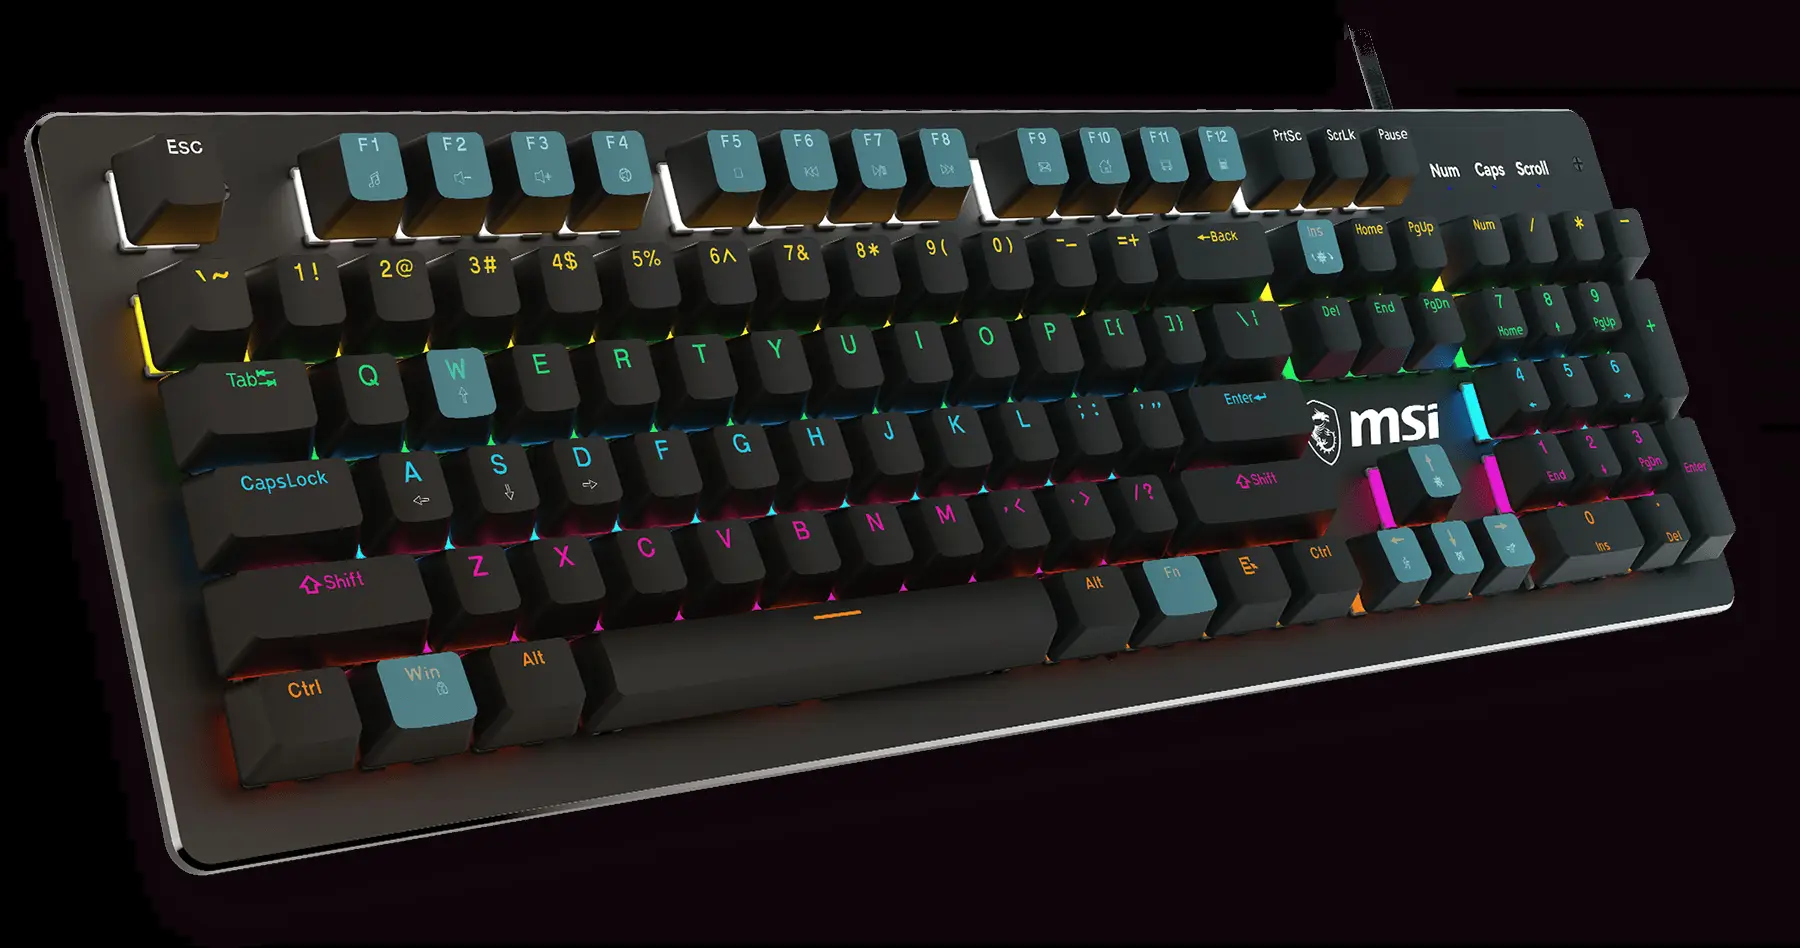 Esc F1 F2 F3 F4 F5 F6 F7 F8 F9 F10 F11 F12 PrtSc ScrLk Pause
Num Caps Scroll
\~ 1! 2@ 3# 4$ 5% 6^ 7& 8* 9( 0) -_ =+ ←Back Ins Home PgUp Num / * -
Tab Q W E R T Y U I O P [{ ]} \| Del End PgDn 7 Home 8 9 PgUp +
CapsLock A S D F G H J K L ;: '" Enter 4 5 6
msi
Shift Z X C V B N M ,< .> /? Shift 1 End 2 3 PgDn Enter
Ctrl Win Alt Alt Fn Ctrl 0 Ins . Del